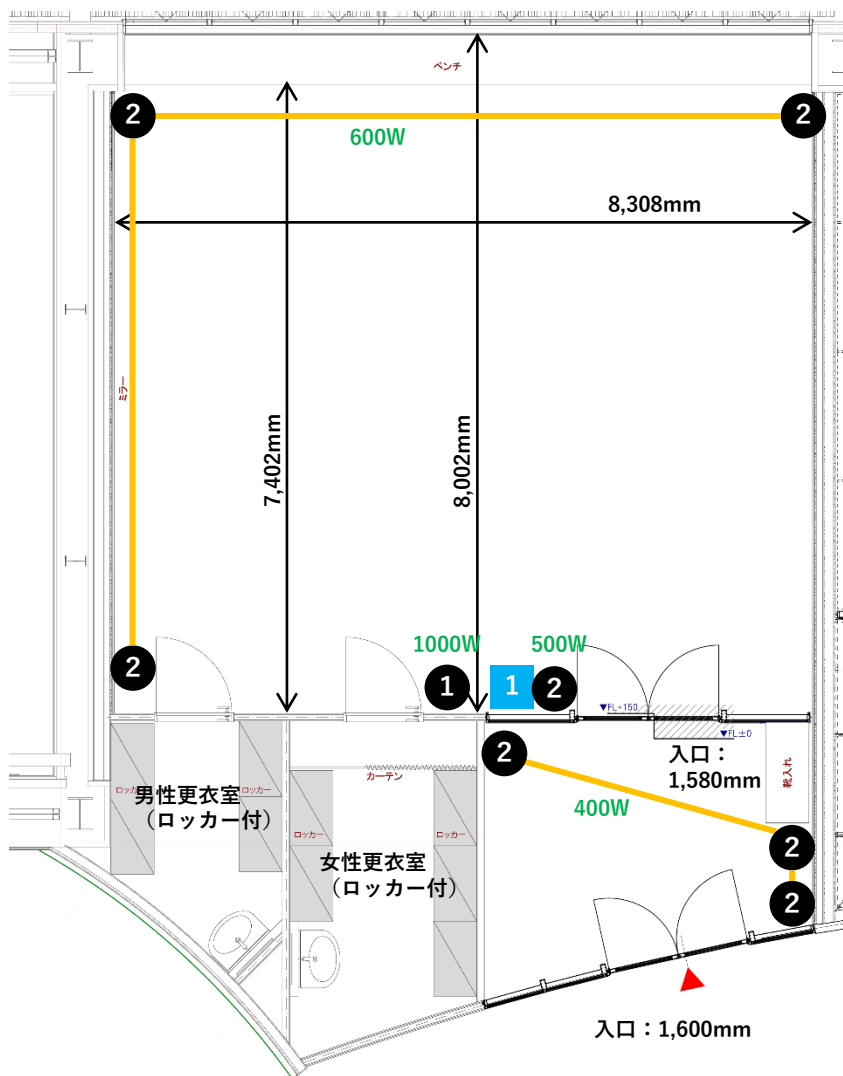 ベンチ
2
2
600W
8,308mm
7,402mm
8,002mm
ミラー
1000W
500W
2
1
1
2
▼FL+150
▼FL±0
2
入口：
1,580mm
靴入れ
カーテン
ロッカー
ロッカー
男性更衣室
（ロッカー付）
400W
ロッカー
ロッカー
女性更衣室
（ロッカー付）
2
2
入口：1,600mm